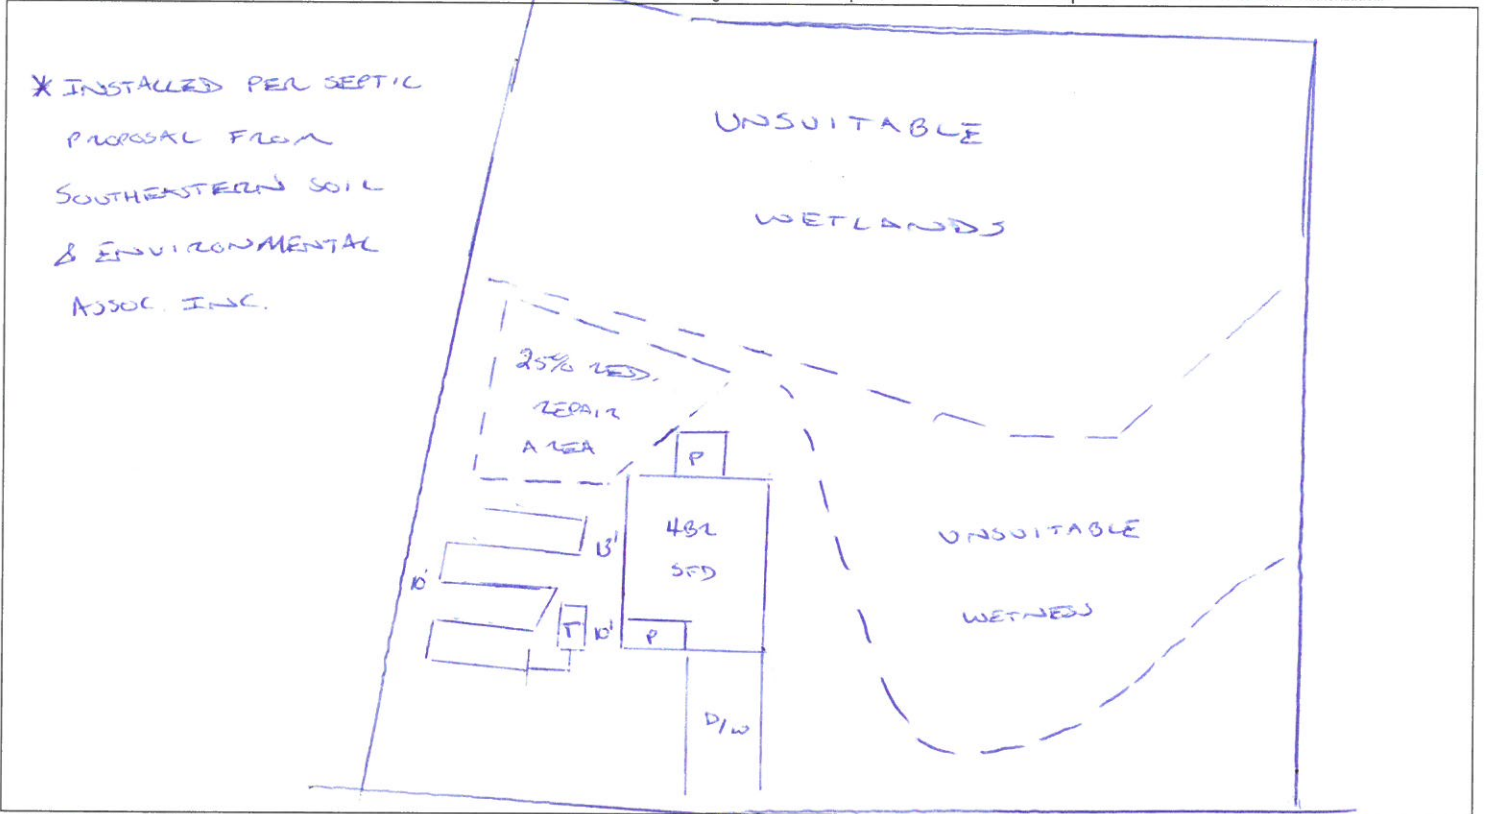 * INSTALLED PER SEPTIC
PROPOSAL FROM
SOUTHEASTERN SOIL
& ENVIRONMENTAL
ASSOC. INC.
UNSUITABLE
WETLANDS
25% RED.
REPAIR
AREA
P
4BR
SFD
13'
10'
T
10'
P
D/W
UNSUITABLE
WETNESS